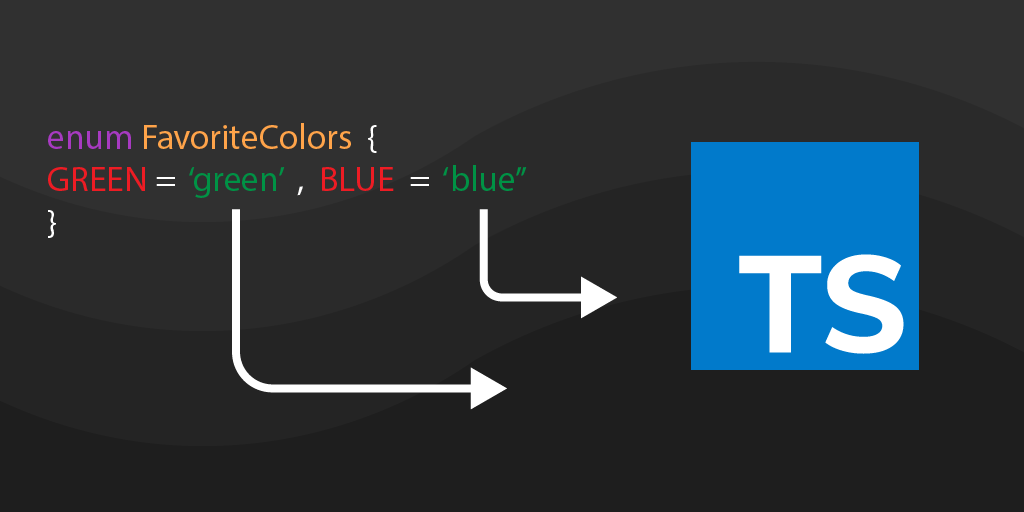 enum FavoriteColors {
GREEN = ‘green’ , BLUE = ‘blue”
}
TS